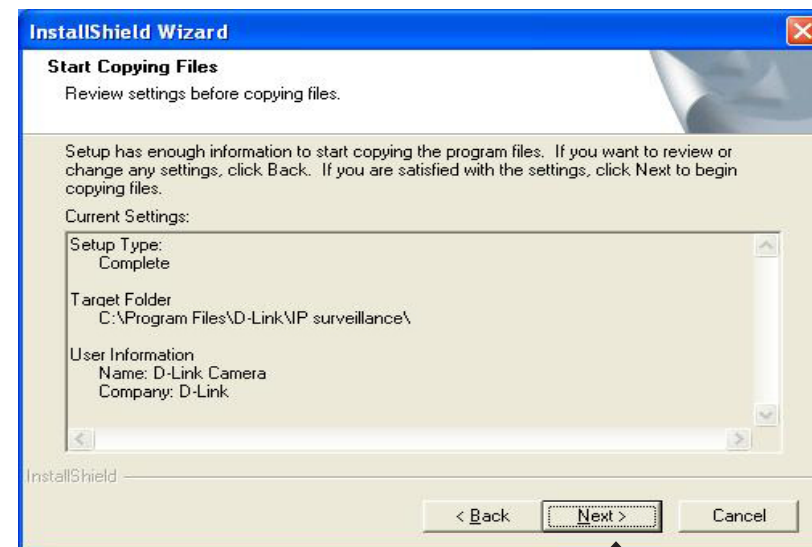 InstallShield Wizard
Start Copying Files
Review settings before copying files.
Setup has enough information to start copying the program files. If you want to review or
change any settings, click Back. If you are satisfied with the settings, click Next to begin
copying files.
Current Settings:
Setup Type:
Complete
Target Folder
C:\Program Files\D-Link\IP surveillance\
User Information
Name: D-Link Camera
Company: D-Link
InstallShield
< Back Next > Cancel